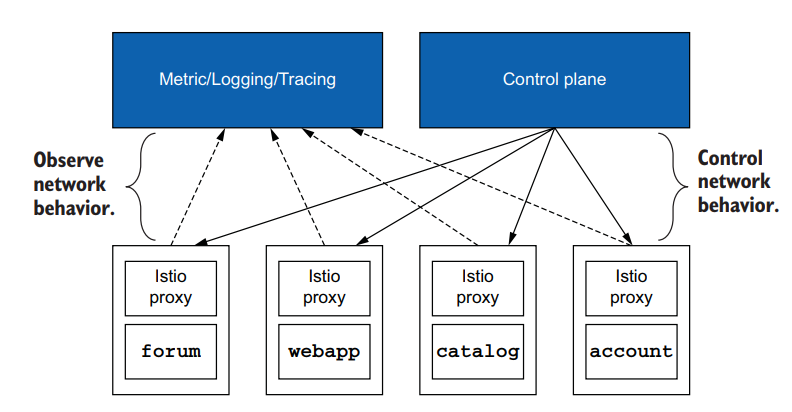 Metric/Logging/Tracing
Control plane
Observe
network
behavior.
Control
network
behavior.
Istio
proxy
forum
Istio
proxy
webapp
Istio
proxy
catalog
Istio
proxy
account